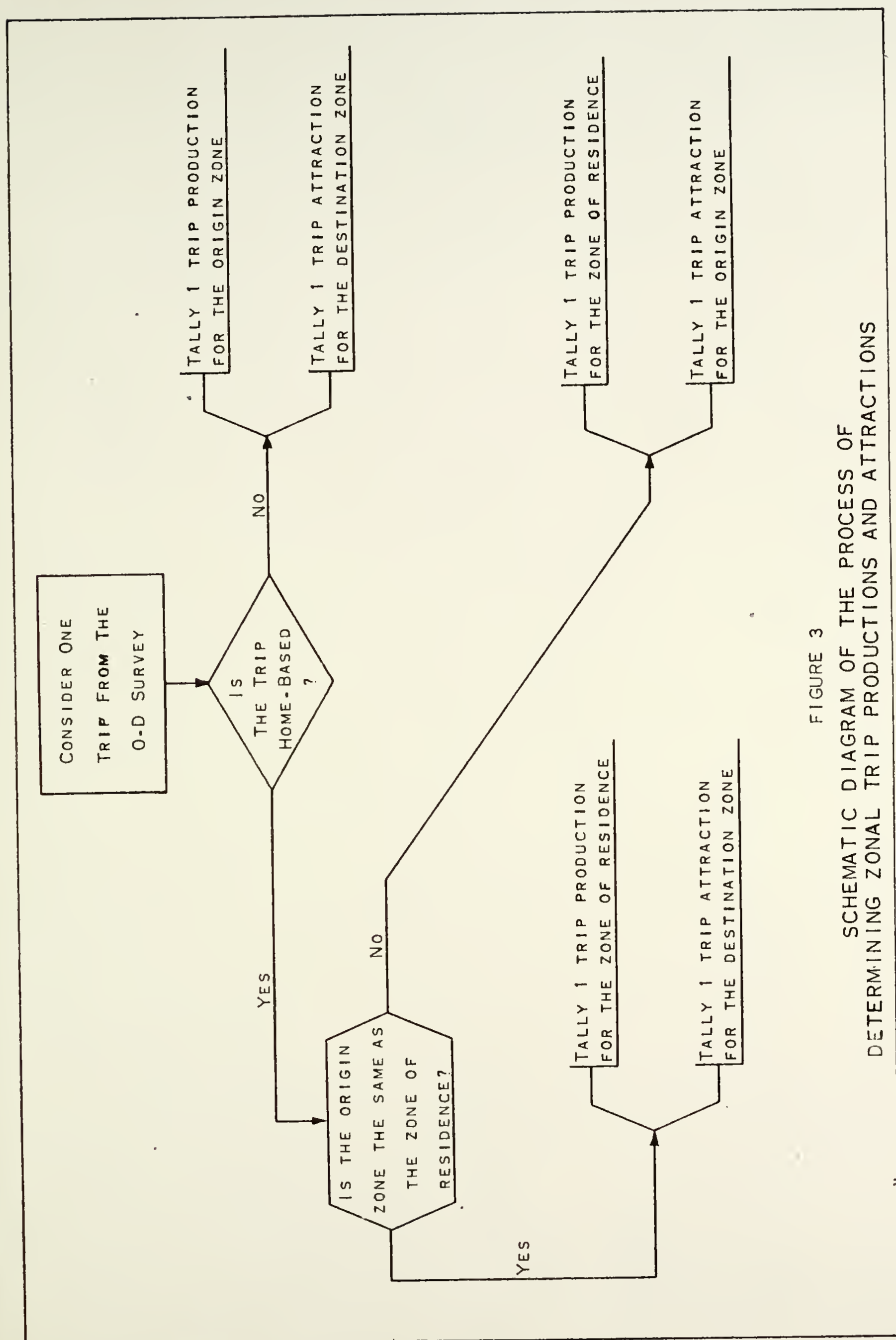 CONSIDER ONE
TRIP FROM THE
O-D SURVEY
IS
THE TRIP
HOME-BASED
?
NO
TALLY 1 TRIP PRODUCTION
FOR THE ORIGIN ZONE
TALLY 1 TRIP ATTRACTION
FOR THE DESTINATION ZONE
YES
IS THE ORIGIN
ZONE THE SAME AS
THE ZONE OF
RESIDENCE?
NO
TALLY 1 TRIP PRODUCTION
FOR THE ZONE OF RESIDENCE
TALLY 1 TRIP ATTRACTION
FOR THE ORIGIN ZONE
YES
TALLY 1 TRIP PRODUCTION
FOR THE ZONE OF RESIDENCE
TALLY 1 TRIP ATTRACTION
FOR THE DESTINATION ZONE
FIGURE 3
SCHEMATIC DIAGRAM OF THE PROCESS OF
DETERMINING ZONAL TRIP PRODUCTIONS AND ATTRACTIONS